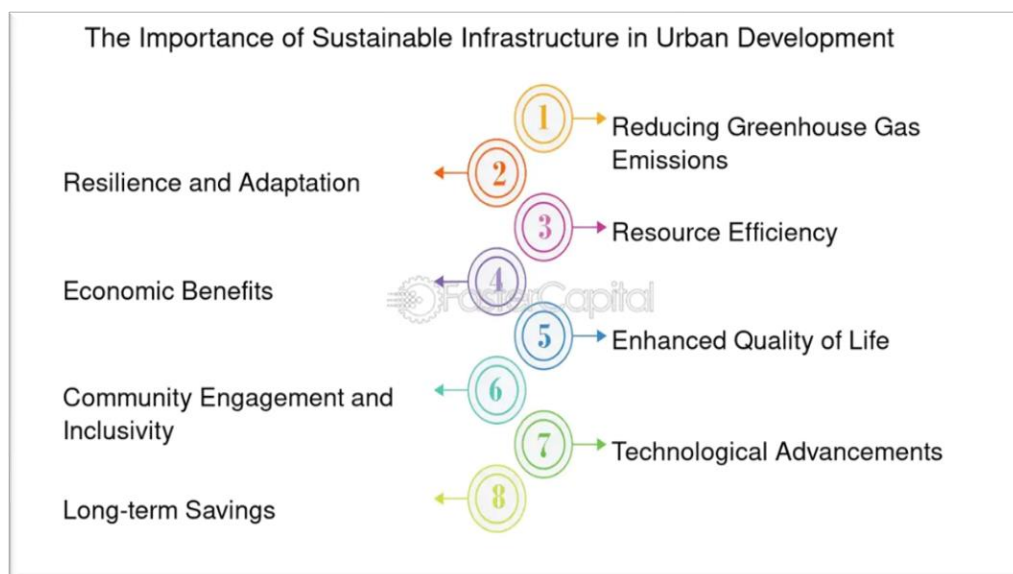 The Importance of Sustainable Infrastructure in Urban Development
1
Reducing Greenhouse Gas
Emissions
2
Resilience and Adaptation
3
Resource Efficiency
4
Economic Benefits
FasterCapital
5
Enhanced Quality of Life
6
Community Engagement and
Inclusivity
7
Technological Advancements
8
Long-term Savings